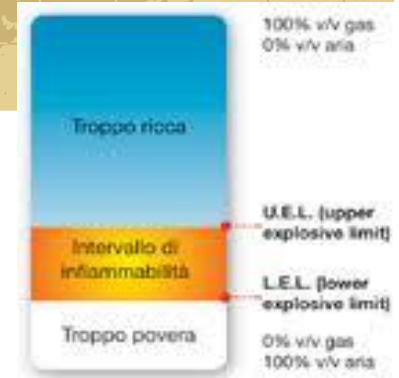 100% v/v gas
0% v/v aria
Troppo ricca
U.E.L. (upper
explosive limit)
Intervallo di
infiammabilità
L.E.L. (lower
explosive limit)
Troppo povera
0% v/v gas
100% v/v aria